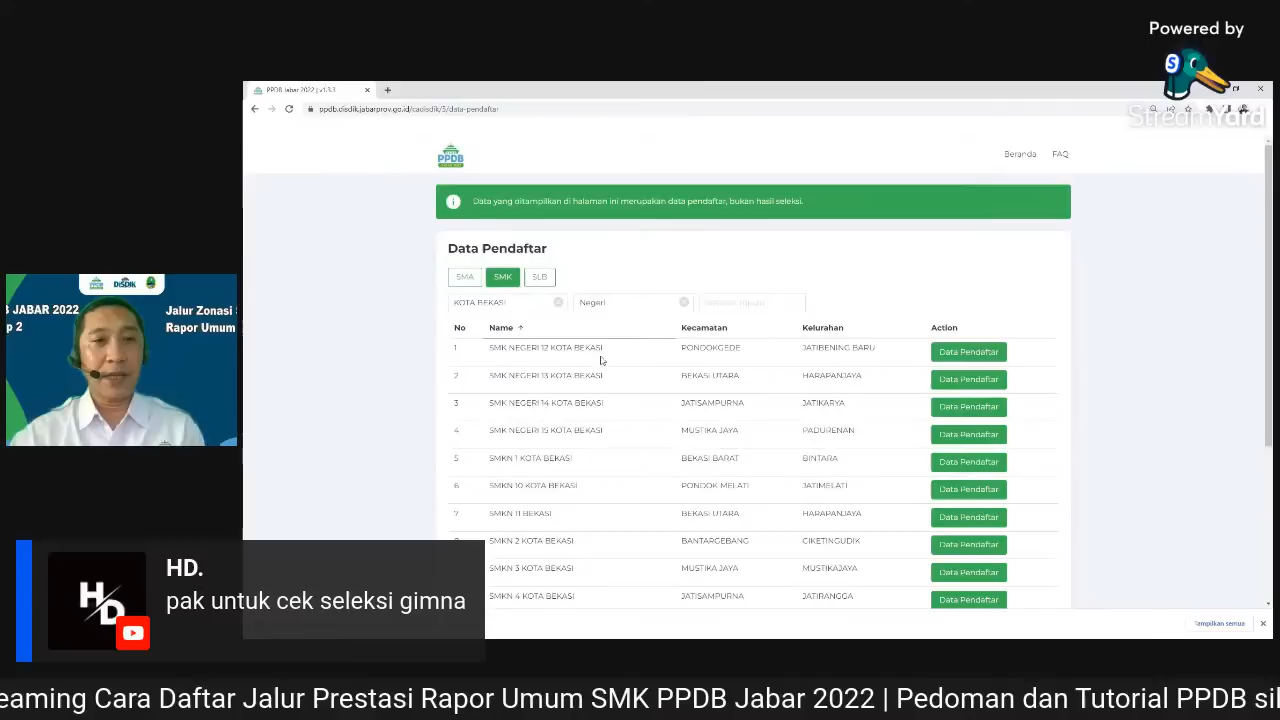 Powered by
StreamYard
PPDB Jabar 2022 | v1.3.3
ppdb.disdik.jabarprov.go.id/cadisdik/3/data-pendaftar
PPDB
Beranda FAQ
Data yang ditampilkan di halaman ini merupakan data pendaftar, bukan hasil seleksi.
Data Pendaftar
SMA SMK SLB
KOTA BEKASI Negeri
No Name Kecamatan Kelurahan Action
1 SMK NEGERI 12 KOTA BEKASI PONDOKGEDE JATIBENING BARU Data Pendaftar
2 SMK NEGERI 13 KOTA BEKASI BEKASI UTARA HARAPANJAYA Data Pendaftar
3 SMK NEGERI 14 KOTA BEKASI JATISAMPURNA JATIKARYA Data Pendaftar
4 SMK NEGERI 15 KOTA BEKASI MUSTIKA JAYA PADURENAN Data Pendaftar
5 SMKN 1 KOTA BEKASI BEKASI BARAT BINTARA Data Pendaftar
6 SMKN 10 KOTA BEKASI PONDOK MELATI JATIMELATI Data Pendaftar
7 SMKN 11 BEKASI BEKASI UTARA HARAPANJAYA Data Pendaftar
SMKN 2 KOTA BEKASI BANTARGEBANG CIKETINGUDIK Data Pendaftar
SMKN 3 KOTA BEKASI MUSTIKA JAYA MUSTIKAJAYA Data Pendaftar
SMKN 4 KOTA BEKASI JATISAMPURNA JATIRANGGA Data Pendaftar
Tampilkan semua
DISDIK
JABAR 2022 Jalur Zonasi S
p 2 Rapor Umum
HD
HD.
pak untuk cek seleksi gimna
eaming Cara Daftar Jalur Prestasi Rapor Umum SMK PPDB Jabar 2022 | Pedoman dan Tutorial PPDB sil